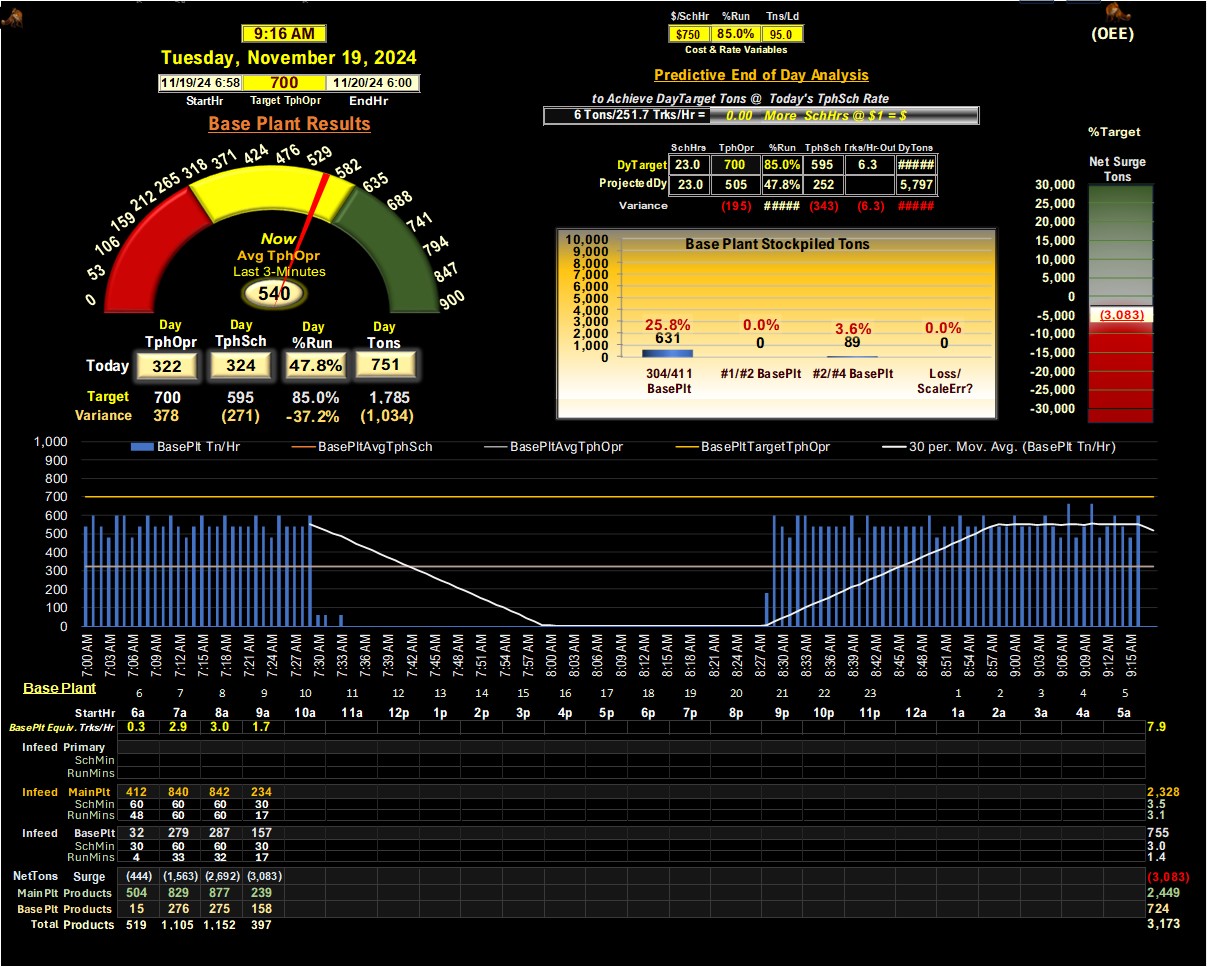 9:16 AM
Tuesday, November 19, 2024
11/19/24 6:58 700 11/20/24 6:00
StartHr Target TphOpr EndHr
Base Plant Results
0 53 106 159 212 265 318 371 424 476 529 582 635 688 741 794 847 900
Now
Avg TphOpr
Last 3-Minutes
540
Day Day Day Day
TphOpr TphSch %Run Tons
Today 322 324 47.8% 751
Target 700 595 85.0% 1,785
Variance 378 (271) -37.2% (1,034)
$/SchHr %Run Tns/Ld
$750 85.0% 95.0
Cost & Rate Variables
Predictive End of Day Analysis
to Achieve DayTarget Tons @ Today's TphSch Rate
6 Tons/251.7 Trks/Hr = 0.00 More SchHrs @ $1 = $
SchHrs TphOpr %Run TphSch Trks/Hr-Out DyTons
DyTarget 23.0 700 85.0% 595 6.3 #####
ProjectedDy 23.0 505 47.8% 252 5,797
Variance (195) ##### (343) (6.3) #####
Base Plant Stockpiled Tons
10,000
9,000
8,000
7,000
6,000
5,000
4,000
3,000
2,000
1,000
0
25.8% 0.0% 3.6% 0.0%
631 0 89 0
304/411 BasePlt
#1/#2 BasePlt
#2/#4 BasePlt
Loss/ ScaleErr?
(OEE)
%Target
Net Surge
Tons
30,000
25,000
20,000
15,000
10,000
5,000
0
-5,000 (3,083)
-10,000
-15,000
-20,000
-25,000
-30,000
BasePlt Tn/Hr BasePltAvgTphSch BasePltAvgTphOpr BasePltTargetTphOpr 30 per. Mov. Avg. (BasePlt Tn/Hr)
1,000
900
800
700
600
500
400
300
200
100
0
7:00 AM 7:03 AM 7:06 AM 7:09 AM 7:12 AM 7:15 AM 7:18 AM 7:21 AM 7:24 AM 7:27 AM 7:30 AM 7:33 AM 7:36 AM 7:39 AM 7:42 AM 7:45 AM 7:48 AM 7:51 AM 7:54 AM 7:57 AM 8:00 AM 8:03 AM 8:06 AM 8:09 AM 8:12 AM 8:15 AM 8:18 AM 8:21 AM 8:24 AM 8:27 AM 8:30 AM 8:33 AM 8:36 AM 8:39 AM 8:42 AM 8:45 AM 8:48 AM 8:51 AM 8:54 AM 8:57 AM 9:00 AM 9:03 AM 9:06 AM 9:09 AM 9:12 AM 9:15 AM
Base Plant 6 7 8 9 10 11 12 13 14 15 16 17 18 19 20 21 22 23 1 2 3 4 5
StartHr 6a 7a 8a 9a 10a 11a 12p 1p 2p 3p 4p 5p 6p 7p 8p 9p 10p 11p 12a 1a 2a 3a 4a 5a
BasePlt Equiv. Trks/Hr 0.3 2.9 3.0 1.7 7.9
Infeed Primary
SchMin
RunMins
Infeed MainPlt 412 840 842 234 2,328
SchMin 60 60 60 30 3.5
RunMins 48 60 60 17 3.1
Infeed BasePlt 32 279 287 157 755
SchMin 30 60 60 30 3.0
RunMins 4 33 32 17 1.4
NetTons Surge (444) (1,563) (2,692) (3,083) (3,083)
MainPlt Products 504 829 877 239 2,449
BasePlt Products 15 276 275 158 724
Total Products 519 1,105 1,152 397 3,173